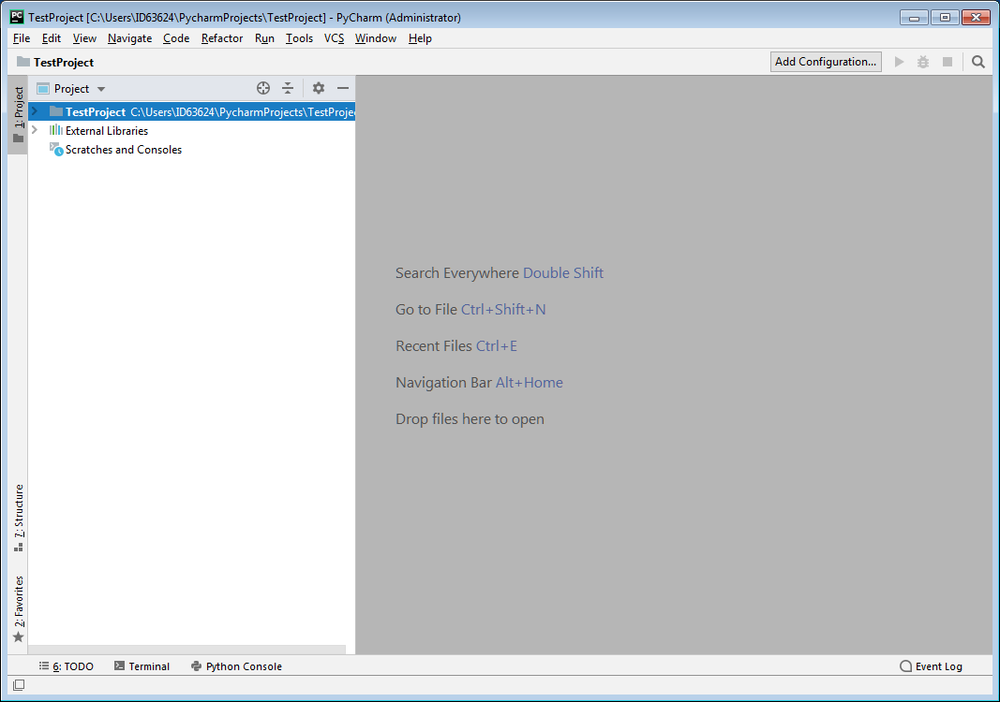 PC TestProject [C:\Users\ID63624\PycharmProjects\TestProject] - PyCharm (Administrator)
File Edit View Navigate Code Refactor Run Tools VCS Window Help
TestProject Add Configuration...
1: Project
Project
TestProject C:\Users\ID63624\PycharmProjects\TestProje
External Libraries
Scratches and Consoles
Search Everywhere Double Shift
Go to File Ctrl+Shift+N
Recent Files Ctrl+E
Navigation Bar Alt+Home
Drop files here to open
7: Structure
2: Favorites
6: TODO Terminal Python Console Event Log